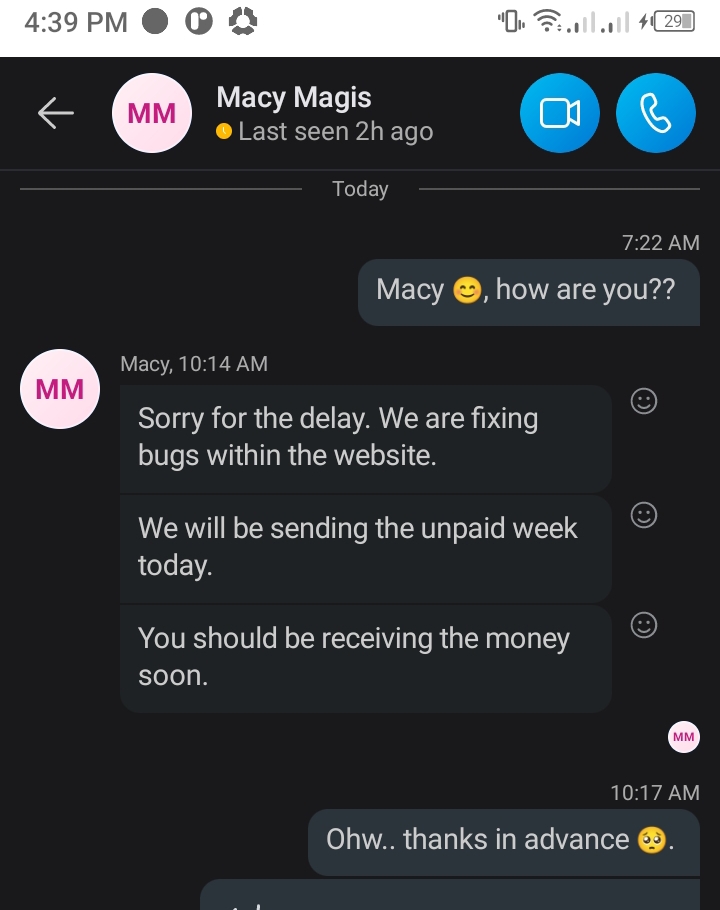 4:39 PM
29
MM
Macy Magis
Last seen 2h ago
Today
7:22 AM
Macy 😊, how are you??
MM
Macy, 10:14 AM
Sorry for the delay. We are fixing
bugs within the website.
We will be sending the unpaid week
today.
You should be receiving the money
soon.
MM
10:17 AM
Ohw.. thanks in advance 🥺.